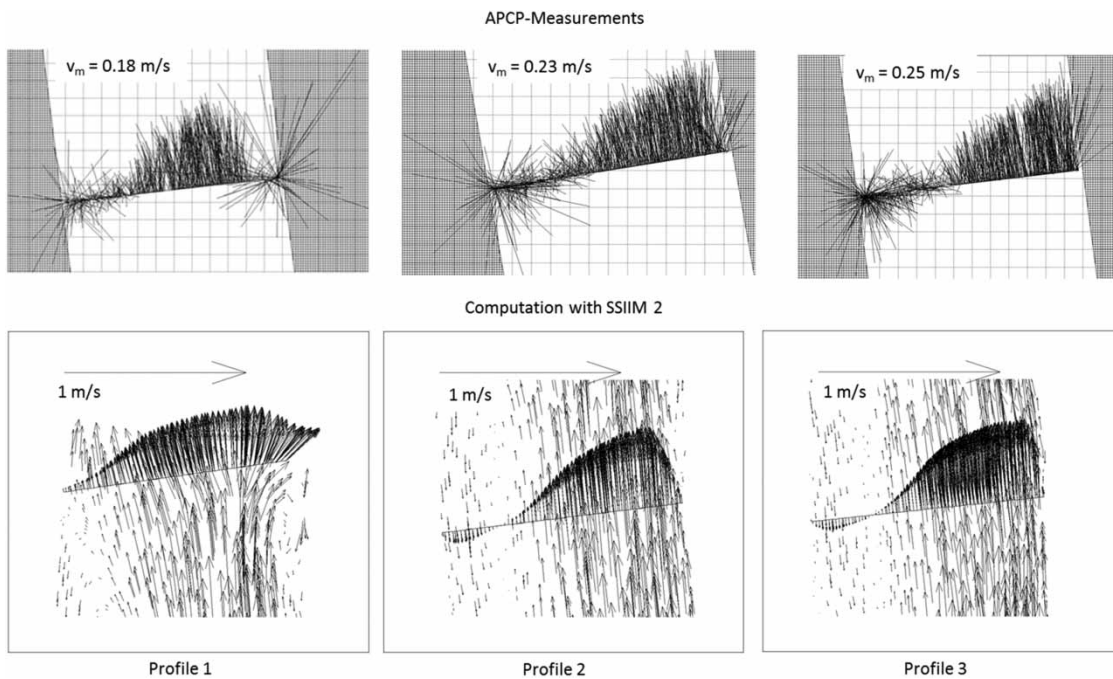 APCP-Measurements
vₘ = 0.18 m/s
vₘ = 0.23 m/s
vₘ = 0.25 m/s
Computation with SSIIM 2
1 m/s
1 m/s
1 m/s
Profile 1
Profile 2
Profile 3